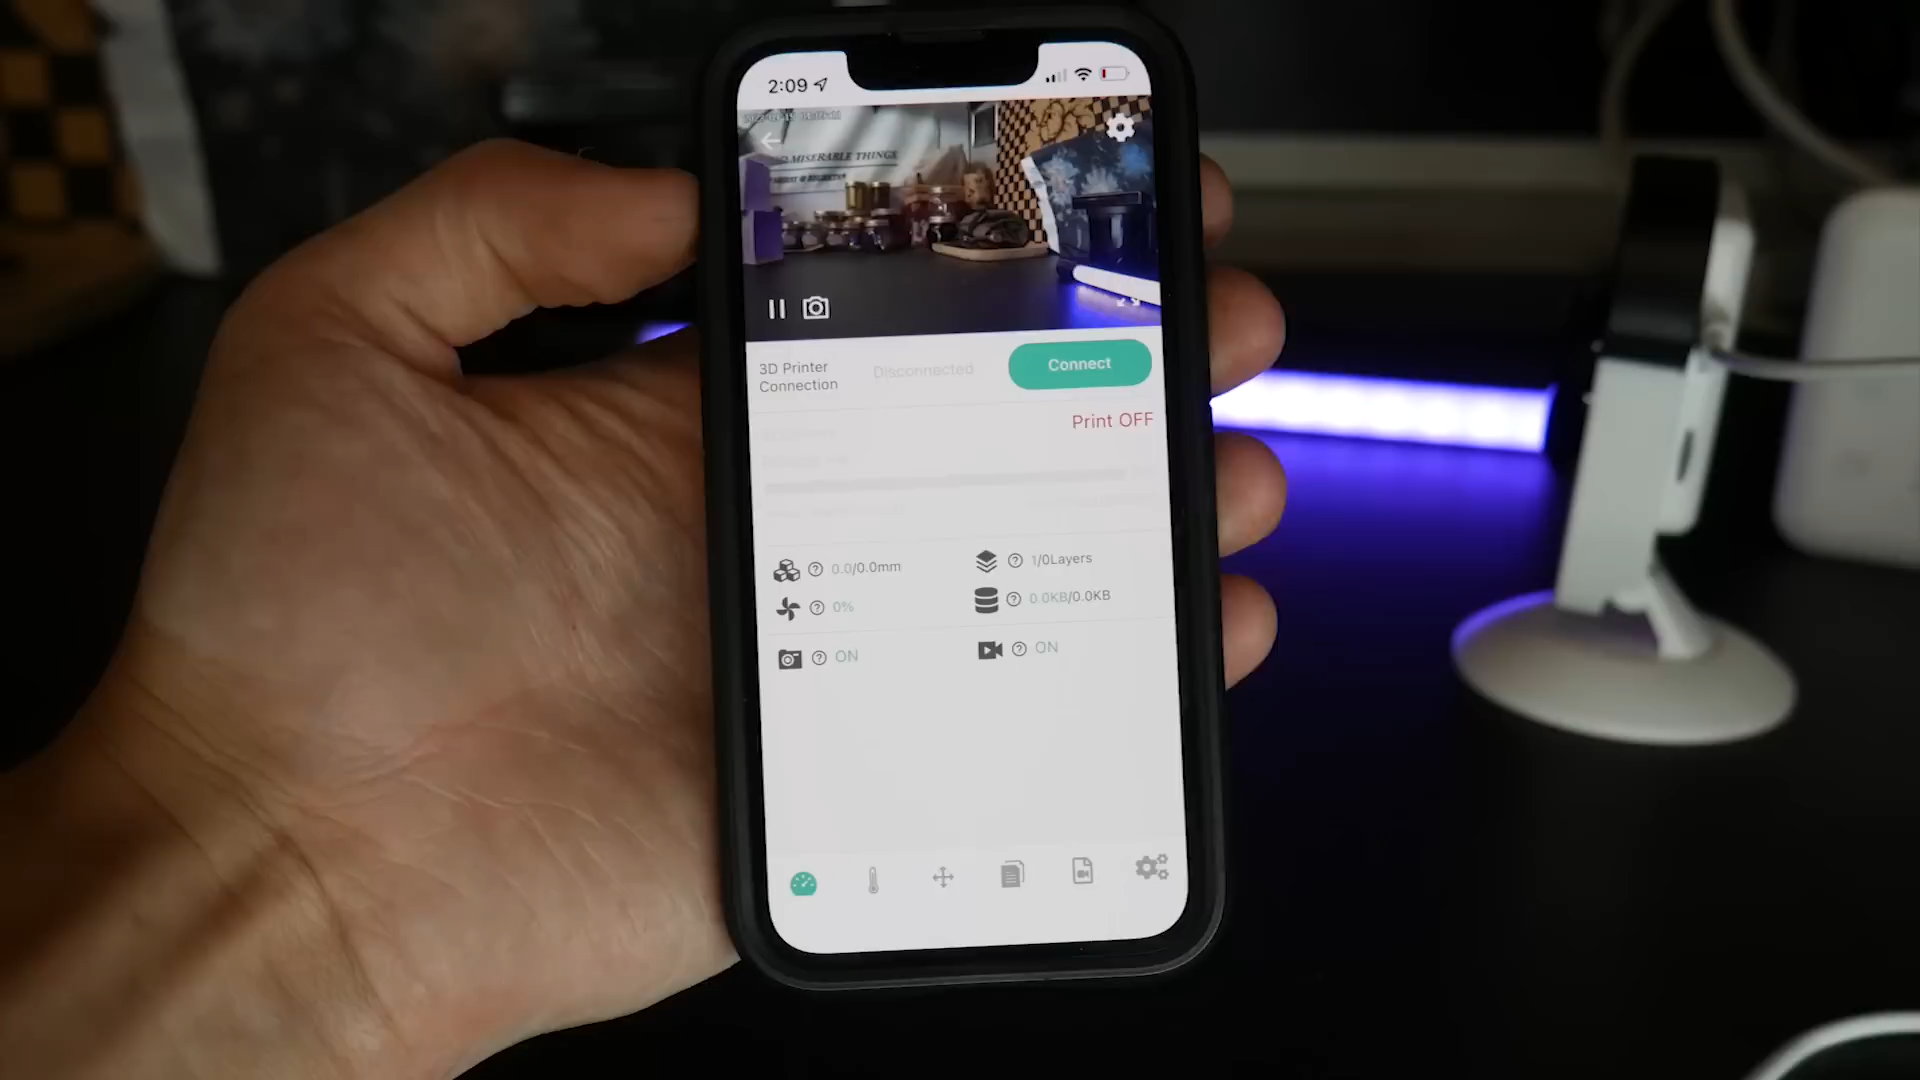 2:09
MISERABLE THINGS
3D Printer
Connection
Disconnected
Connect
Print OFF
0.0/0.0mm
1/0Layers
0%
0.0KB/0.0KB
ON
ON